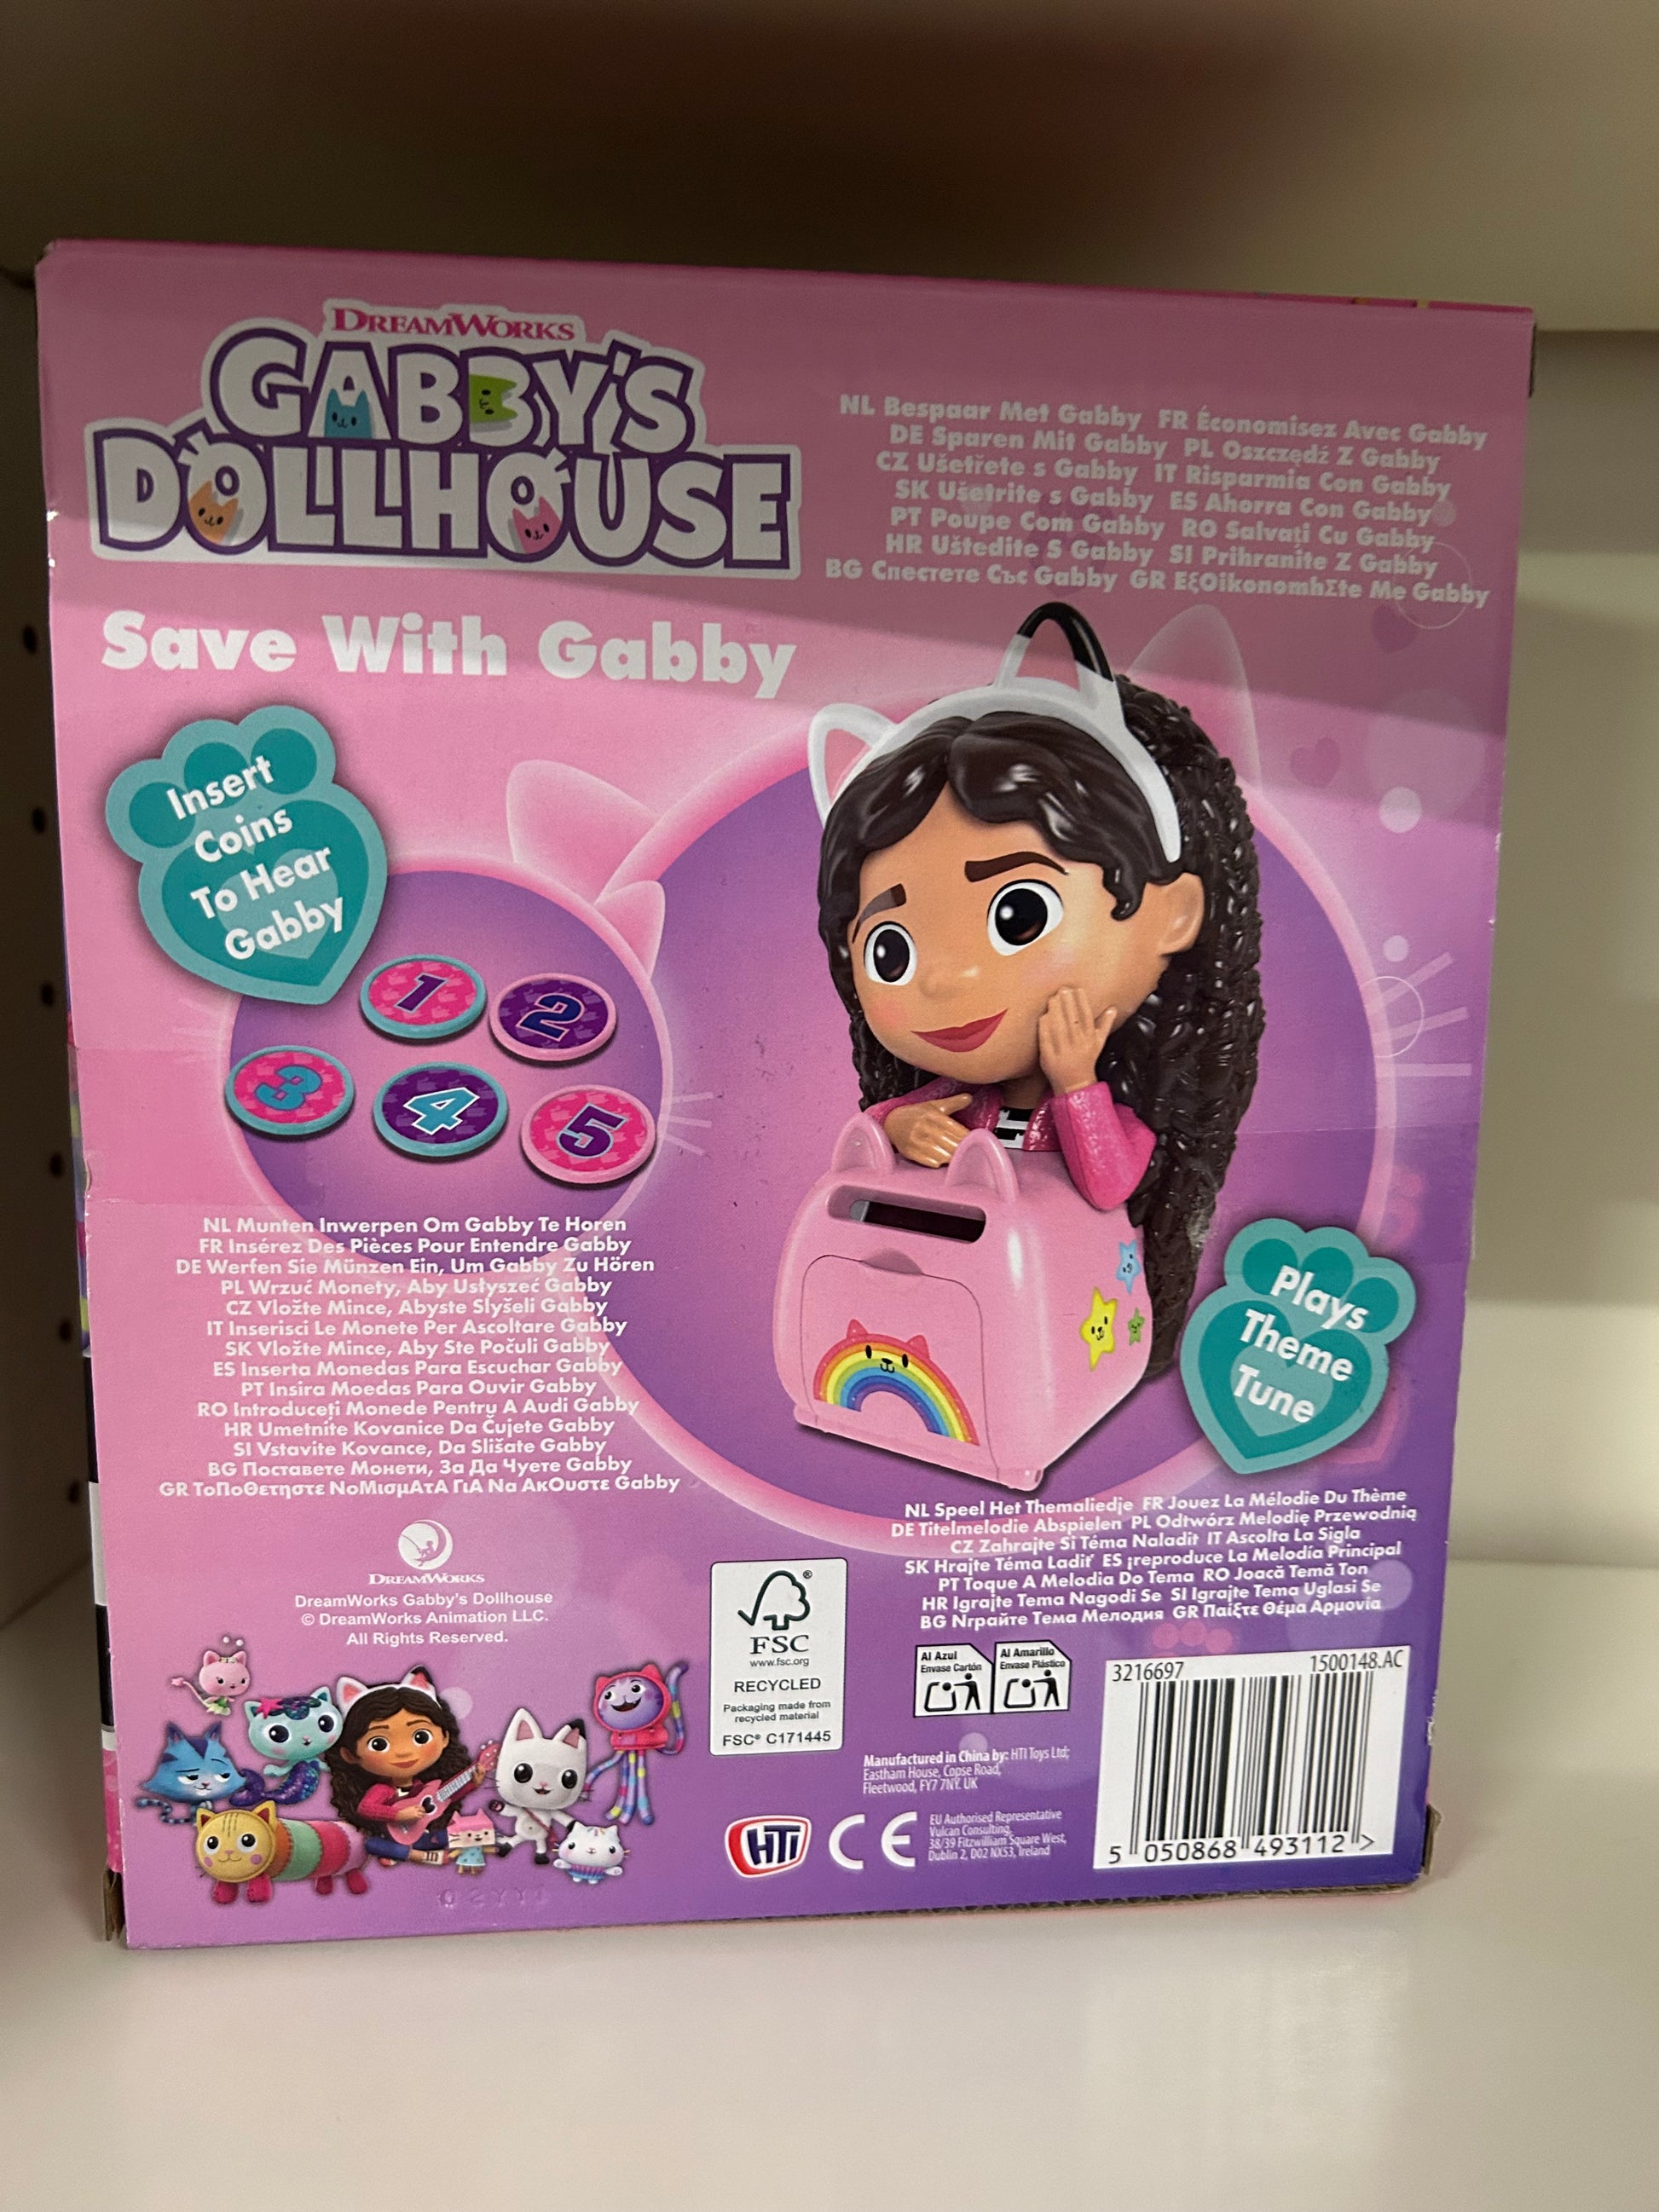 DREAMWORKS
GABBY'S
DOLLHOUSE
NL Bespaar Met Gabby FR Économisez Avec Gabby
DE Sparen Mit Gabby PL Oszczędź Z Gabby
CZ Ušetřete s Gabby IT Risparmia Con Gabby
SK Ušetrite s Gabby ES Ahorra Con Gabby
PT Poupe Com Gabby RO Salvați Cu Gabby
HR Uštedite S Gabby SI Prihranite Z Gabby
BG Спестете Със Gabby GR ΕξOikonomhΣte Me Gabby
Save With Gabby
Insert
Coins
To Hear
Gabby
1
2
3
4
5
NL Munten Inwerpen Om Gabby Te Horen
FR Insérez Des Pièces Pour Entendre Gabby
DE Werfen Sie Münzen Ein, Um Gabby Zu Hören
PL Wrzuć Monety, Aby Usłyszeć Gabby
CZ Vložte Mince, Abyste Slyšeli Gabby
IT Inserisci Le Monete Per Ascoltare Gabby
SK Vložte Mince, Aby Ste Počuli Gabby
ES Inserta Monedas Para Escuchar Gabby
PT Insira Moedas Para Ouvir Gabby
RO Introduceți Monede Pentru A Audi Gabby
HR Umetnite Kovanice Da Čujete Gabby
SI Vstavite Kovance, Da Slišate Gabby
BG Поставете Монети, За Да Чуете Gabby
GR ΤοΠοΘετηστε ΝοΜισμΑτΑ ΓιΑ Να ΑκΟυστε Gabby
Plays
Theme
Tune
NL Speel Het Themaliedje FR Jouez La Mélodie Du Thème
DE Titelmelodie Abspielen PL Odtwórz Melodię Przewodnią
CZ Zahrajte Si Téma Naladit IT Ascolta La Sigla
SK Hrajte Téma Ladiť ES ¡reproduce La Melodía Principal
PT Toque A Melodia Do Tema RO Joacă Temă Ton
HR Igrajte Tema Nagodi Se SI Igrajte Tema Uglasi Se
BG Nграйте Тема Мелодия GR Παίξτε Θέμα Αρμονία
DREAMWORKS
DreamWorks Gabby's Dollhouse
© DreamWorks Animation LLC.
All Rights Reserved.
FSC®
www.fsc.org
RECYCLED
Packaging made from
recycled material
FSC® C171445
Al Azul
Envase Cartón
Al Amarillo
Envase Plástico
Manufactured in China by: HTI Toys Ltd;
Eastham House, Copse Road,
Fleetwood, FY7 7NY. UK
HTI
CE
EU Authorised Representative
Vulcan Consulting,
38/39 Fitzwilliam Square West,
Dublin 2, D02 NX53, Ireland
3216697 1500148.AC
5 050868 493112 >